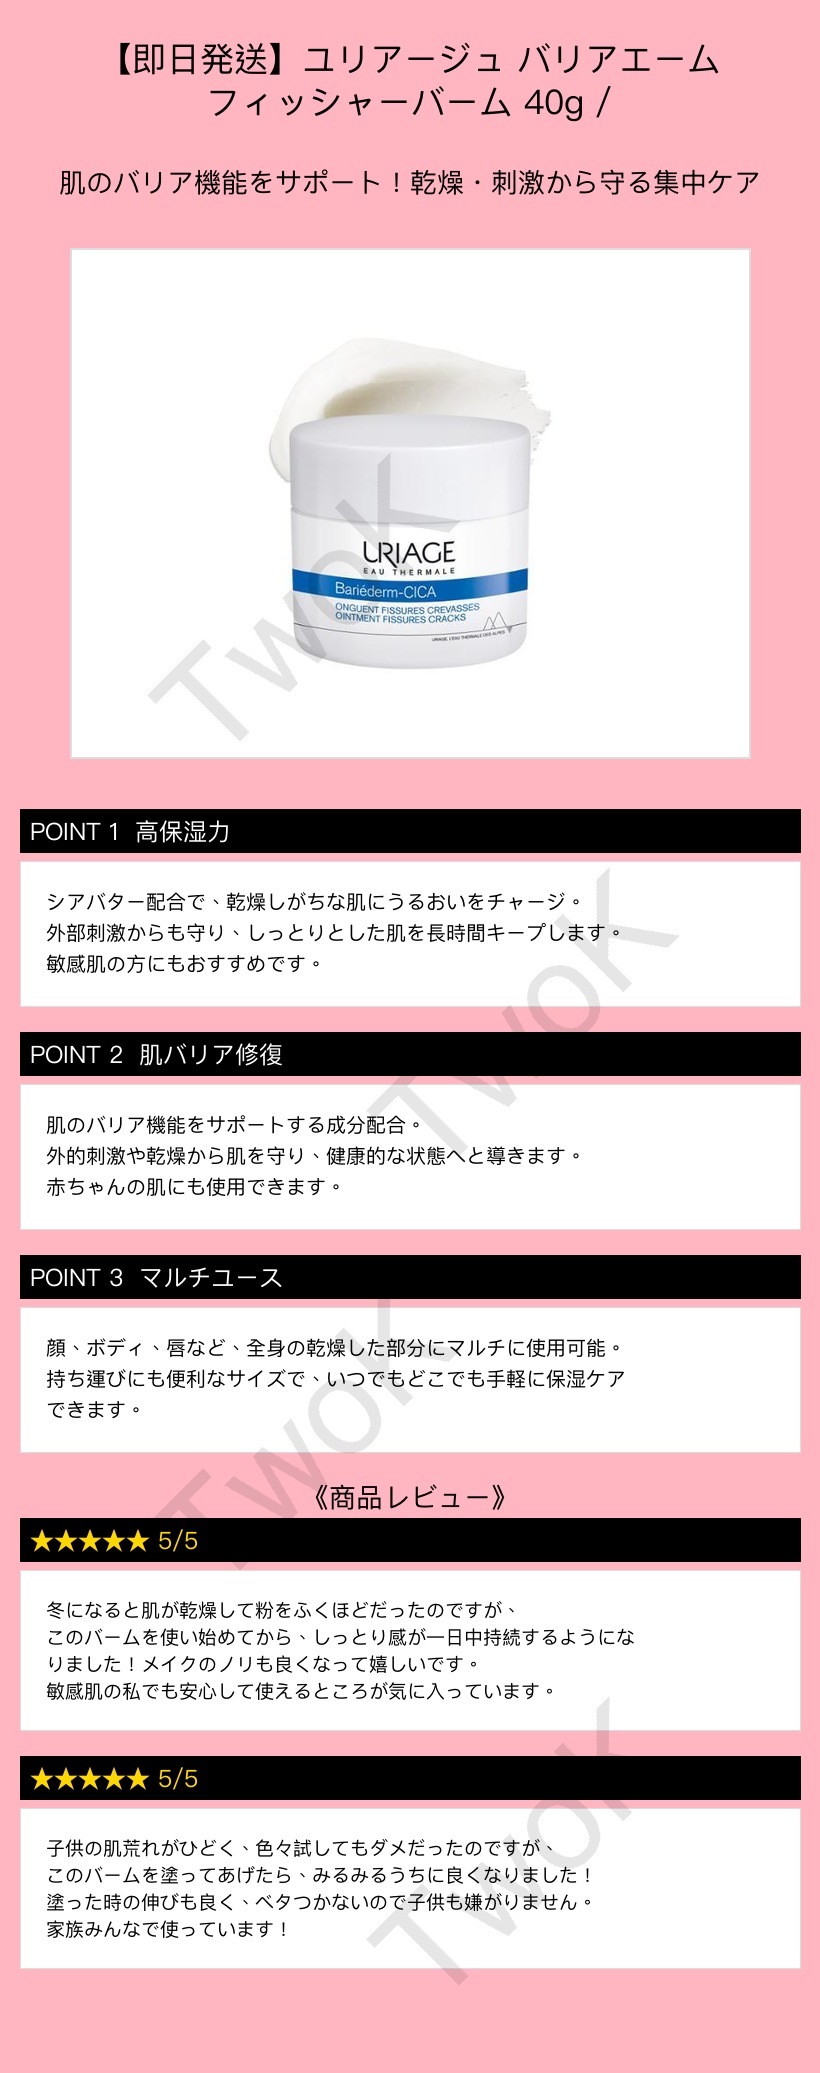 【即日発送】ユリアージュ バリアエーム
フィッシャーバーム 40g /
肌のバリア機能をサポート！乾燥・刺激から守る集中ケア
URIAGE
EAU THERMALE
Bariéderm-CICA
ONGUENT FISSURES CREVASSES
OINTMENT FISSURES CRACKS
URIAGE, L'EAU THERMALE DES ALPES
TwoK
POINT 1 高保湿力
シアバター配合で、乾燥しがちな肌にうるおいをチャージ。
外部刺激からも守り、しっとりとした肌を長時間キープします。
敏感肌の方にもおすすめです。
TwoK
POINT 2 肌バリア修復
肌のバリア機能をサポートする成分配合。
外的刺激や乾燥から肌を守り、健康的な状態へと導きます。
赤ちゃんの肌にも使用できます。
POINT 3 マルチユース
顔、ボディ、唇など、全身の乾燥した部分にマルチに使用可能。
持ち運びにも便利なサイズで、いつでもどこでも手軽に保湿ケア
できます。
TwoK
《商品レビュー》
★★★★★ 5/5
冬になると肌が乾燥して粉をふくほどだったのですが、
このバームを使い始めてから、しっとり感が一日中持続するようにな
りました！メイクのノリも良くなって嬉しいです。
敏感肌の私でも安心して使えるところが気に入っています。
★★★★★ 5/5
子供の肌荒れがひどく、色々試してもダメだったのですが、
このバームを塗ってあげたら、みるみるうちに良くなりました！
塗った時の伸びも良く、ベタつかないので子供も嫌がりません。
家族みんなで使っています！
TwoK